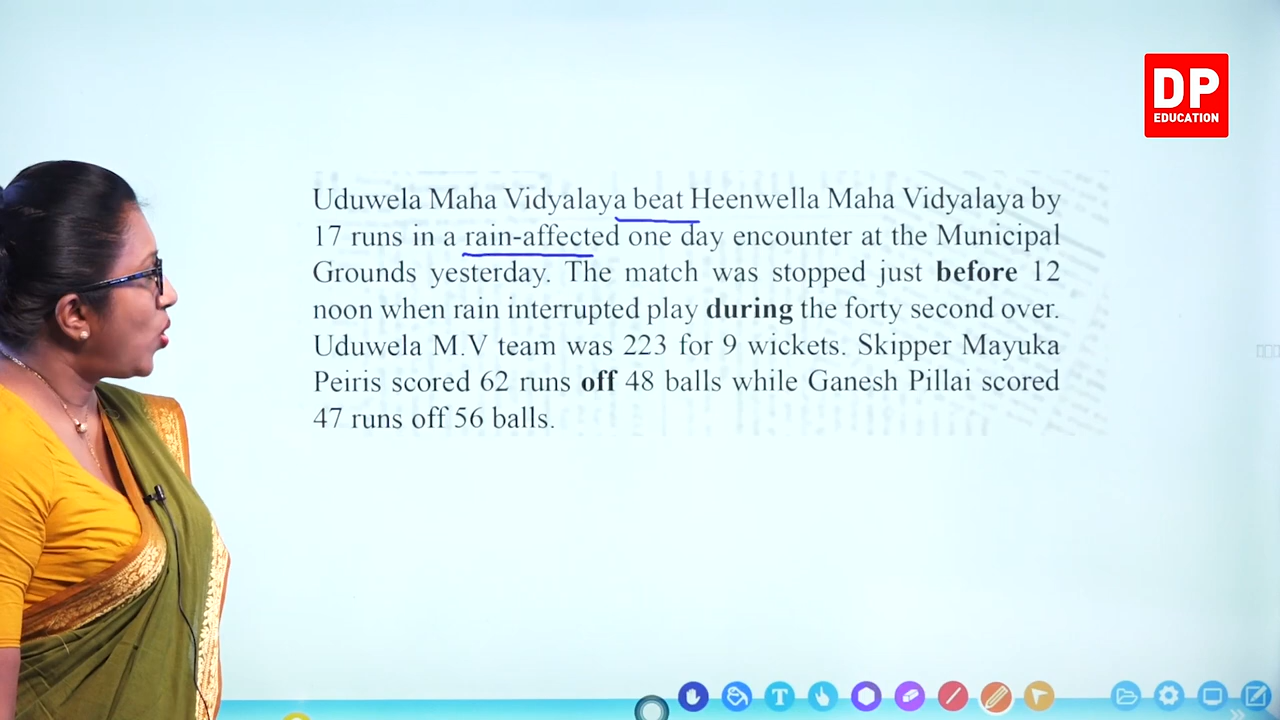 DP
EDUCATION
Uduwela Maha Vidyalaya beat Heenwella Maha Vidyalaya by
17 runs in a rain-affected one day encounter at the Municipal
Grounds yesterday. The match was stopped just before 12
noon when rain interrupted play during the forty second over.
Uduwela M.V team was 223 for 9 wickets. Skipper Mayuka
Peiris scored 62 runs off 48 balls while Ganesh Pillai scored
47 runs off 56 balls.